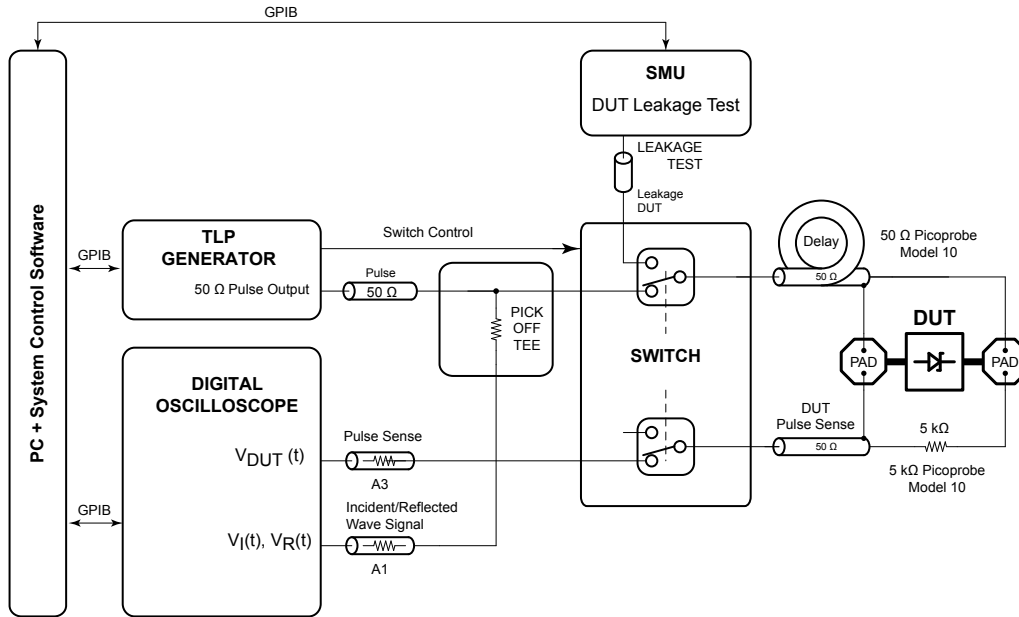 GPIB
PC + System Control Software
SMU
DUT Leakage Test
LEAKAGE
TEST
Leakage
DUT
TLP
GENERATOR
50 Ω Pulse Output
GPIB
Switch Control
Pulse
50 Ω
PICK
OFF
TEE
SWITCH
Delay
50 Ω
50 Ω Picoprobe
Model 10
DUT
PAD
PAD
DIGITAL
OSCILLOSCOPE
VDUT (t)
Pulse Sense
A3
Incident/Reflected
Wave Signal
VI(t), VR(t)
A1
GPIB
DUT
Pulse Sense
50 Ω
5 kΩ
5 kΩ Picoprobe
Model 10